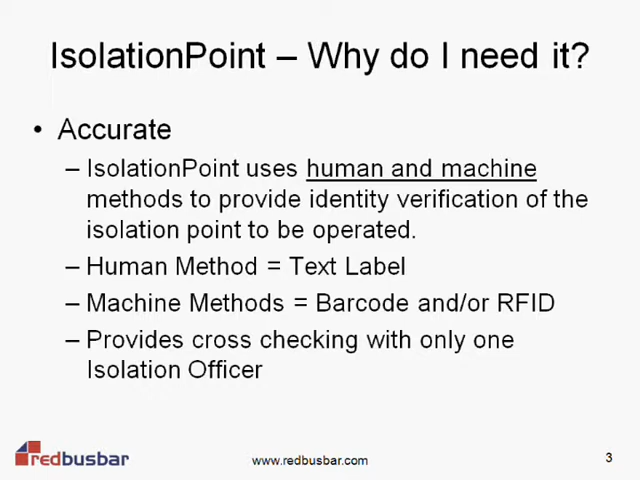 IsolationPoint – Why do I need it?
• Accurate
– IsolationPoint uses human and machine
methods to provide identity verification of the
isolation point to be operated.
– Human Method = Text Label
– Machine Methods = Barcode and/or RFID
– Provides cross checking with only one
Isolation Officer
redbusbar
www.redbusbar.com
3